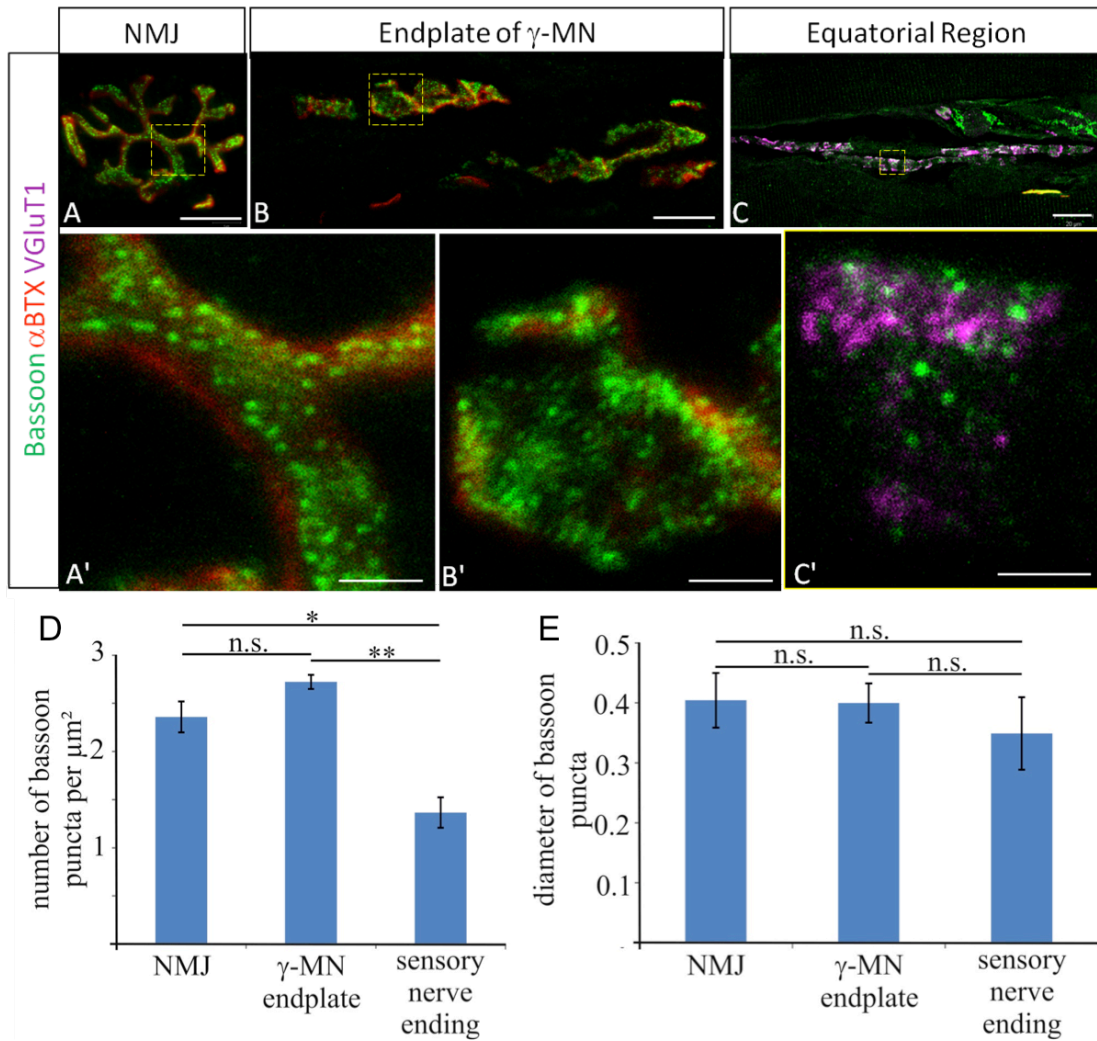 NMJ
Endplate of γ-MN
Equatorial Region
Bassoon αBTX VGluT1
A
B
C
20 µm
A'
B'
C'
D
*
n.s.
**
3
2
1
number of bassoon
puncta per µm²
NMJ
γ-MN
endplate
sensory
nerve
ending
E
n.s.
n.s.
n.s.
0.5
0.4
0.3
0.2
0.1
diameter of bassoon
puncta
NMJ
γ-MN
endplate
sensory
nerve
ending